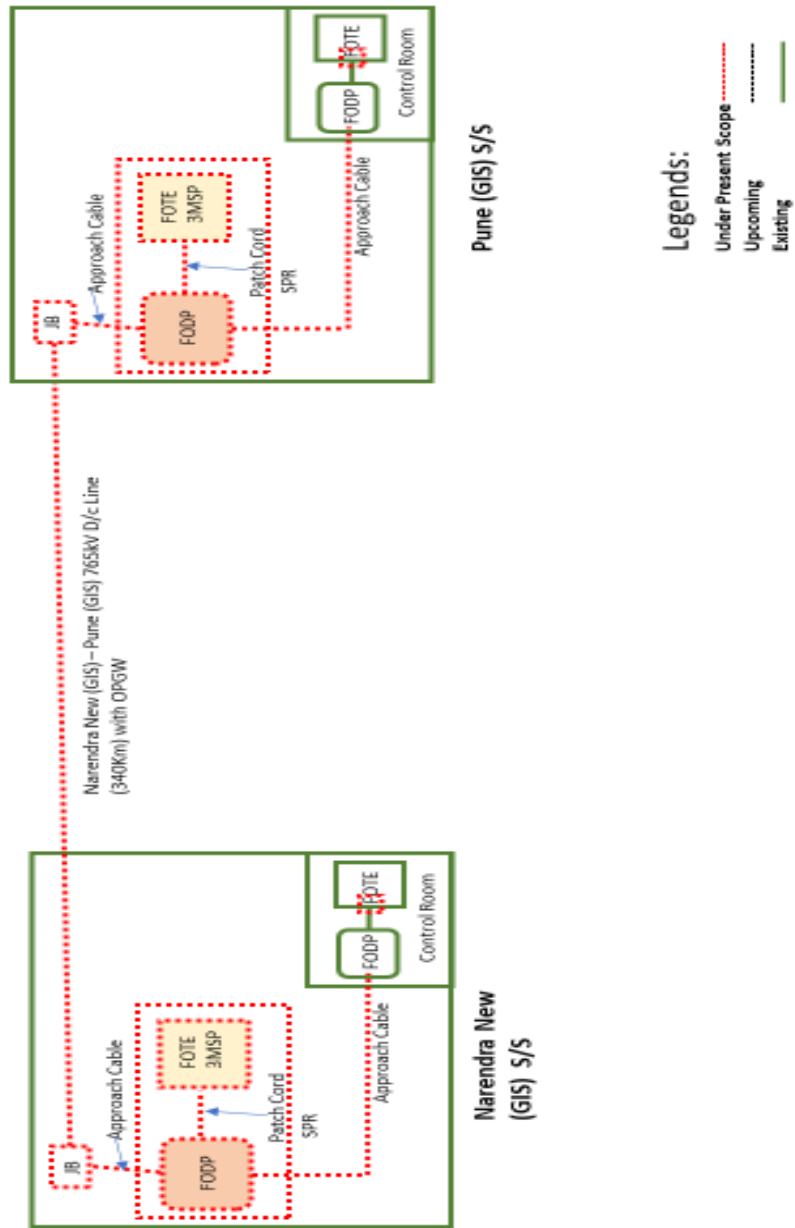 Narendra New (GIS) – Pune (GIS) 765kV D/c Line
(340Km) with OPGW
JB
Approach Cable
FODP
FOTE
3MSP
Patch Cord
SPR
Approach Cable
FODP
FOTE
Control Room
Narendra New
(GIS) S/S
JB
Approach Cable
FODP
FOTE
3MSP
Patch Cord
SPR
Approach Cable
FODP
FOTE
Control Room
Pune (GIS) S/S
Legends:
Under Present Scope
Upcoming
Existing